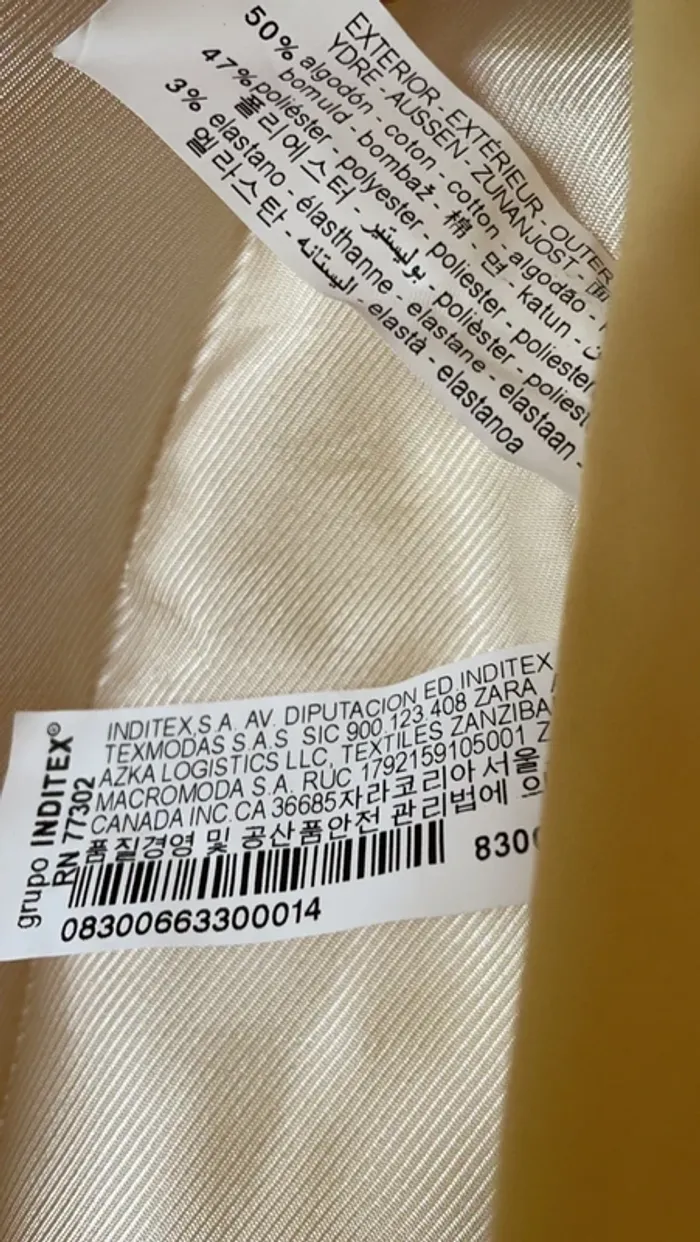 EXTERIOR - EXTÉRIEUR - OUTER
YDRE - AUSSEN - ZUNANJOST - 面
50% algodón - coton - cotton - algodão -
bomuld - bombaž - 棉 - 면 - katun -
47% poliéster - polyester - poliester - poliester
폴리에스터 - بوليستير - poliéster - poliest
3% elastano - élasthanne - elastane - elastaan -
엘라스탄 - اليستانه - elastà - elastanoa
grupo INDITEX®
RN 77302
INDITEX,S.A. AV. DIPUTACION ED.INDITEX
TEXMODAS S.A.S. SIC 900.123.408 ZARA
AZKA LOGISTICS LLC, TEXTILES ZANZIBA
MACROMODA S.A. RUC 1792159105001 Z
CANADA INC.CA 36685자라코리아 서울
품질경영 및 공산품안전 관리법에 의
830
08300663300014